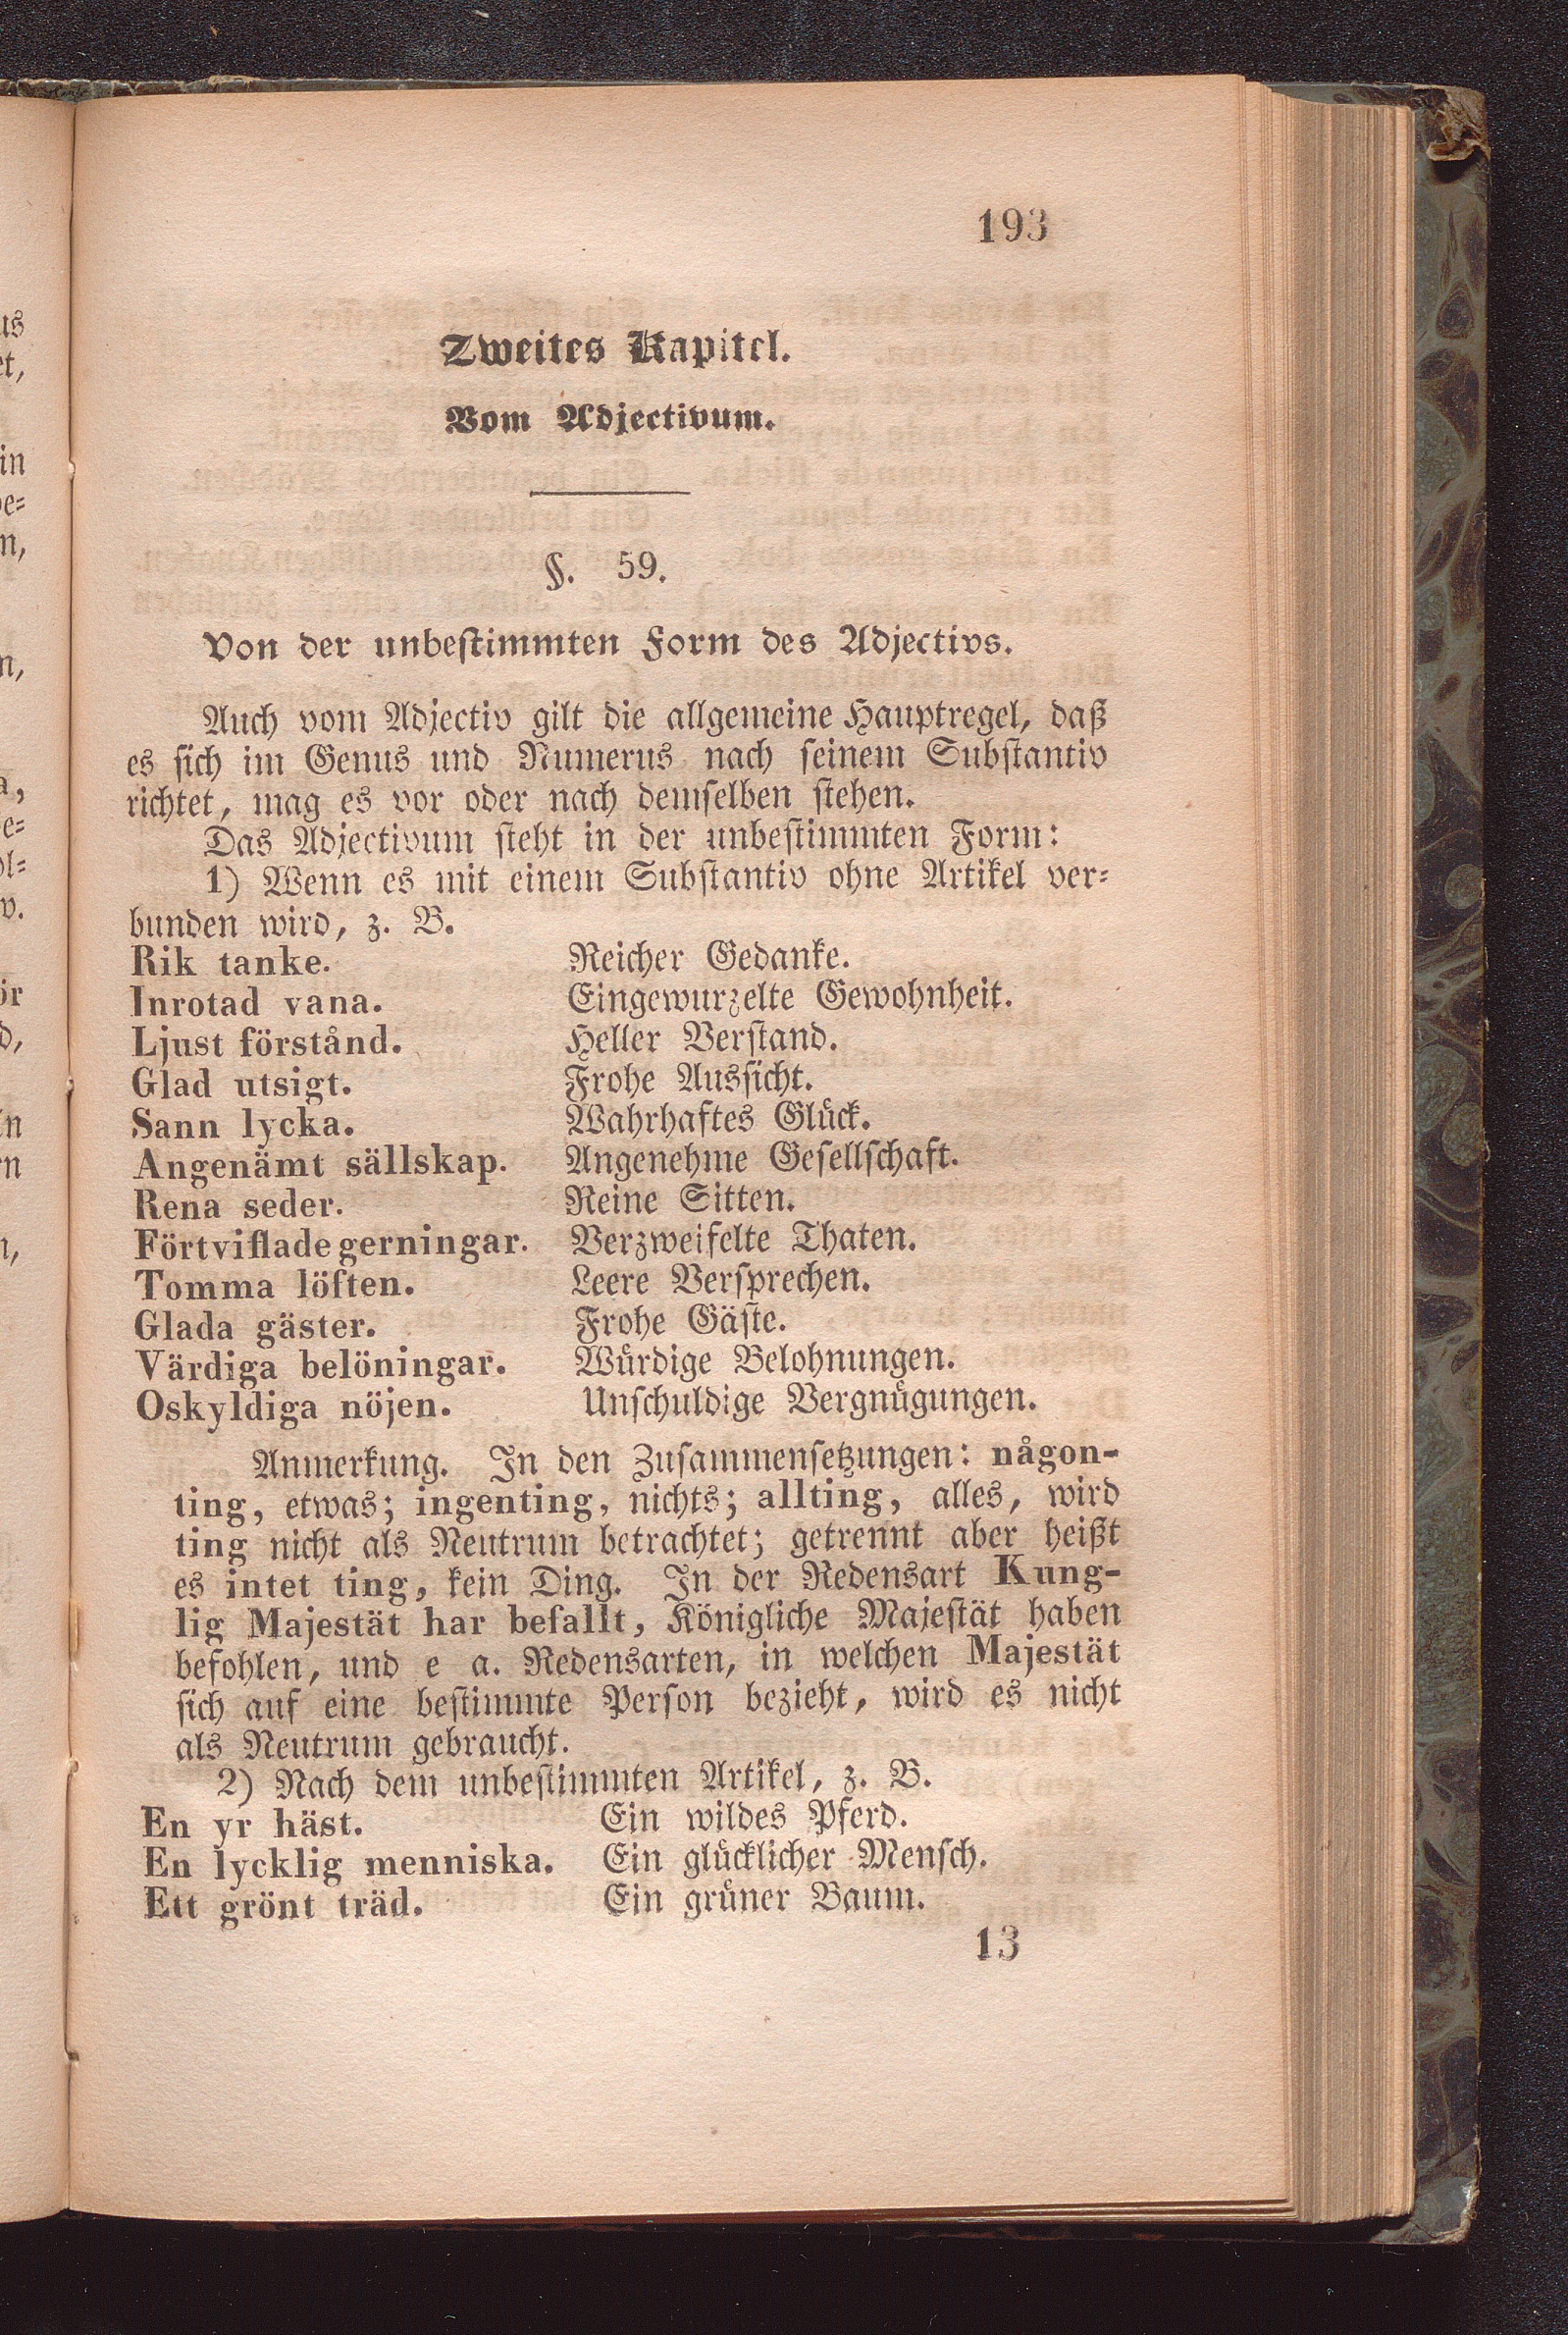 193
Zweites Kapitel.
Vom Adjectivum.
§. 59.
Von der unbestimmten Form des Adjectivs.
Auch vom Adjectiv gilt die allgemeine Hauptregel, daß
es sich im Genus und Numerus nach seinem Substantiv
richtet, mag es vor oder nach demselben stehen.
Das Adjectivum steht in der unbestimmten Form:
1) Wenn es mit einem Substantiv ohne Artikel ver-
bunden wird, z. B.
Rik tanke. Reicher Gedanke.
Inrotad vana. Eingewurzelte Gewohnheit.
Ljust förstånd. Heller Verstand.
Glad utsigt. Frohe Aussicht.
Sann lycka. Wahrhaftes Glück.
Angenämt sällskap. Angenehme Gesellschaft.
Rena seder. Reine Sitten.
Förtviflade gerningar. Verzweifelte Thaten.
Tomma löften. Leere Versprechen.
Glada gäster. Frohe Gäste.
Värdiga belöningar. Würdige Belohnungen.
Oskyldiga nöjen. Unschuldige Vergnügungen.
Anmerkung. In den Zusammensetzungen: någon-
ting, etwas; ingenting, nichts; allting, alles, wird
ting nicht als Neutrum betrachtet; getrennt aber heißt
es intet ting, kein Ding. In der Redensart Kung-
lig Majestät har befallt, Königliche Majestät haben
befohlen, und e a. Redensarten, in welchen Majestät
sich auf eine bestimmte Person bezieht, wird es nicht
als Neutrum gebraucht.
2) Nach dem unbestimmten Artikel, z. B.
En yr häst. Ein wildes Pferd.
En lycklig menniska. Ein glücklicher Mensch.
Ett grönt träd. Ein grüner Baum.
13